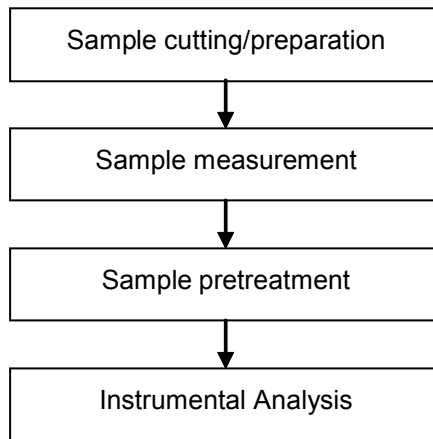 Sample cutting/preparation
Sample measurement
Sample pretreatment
Instrumental Analysis